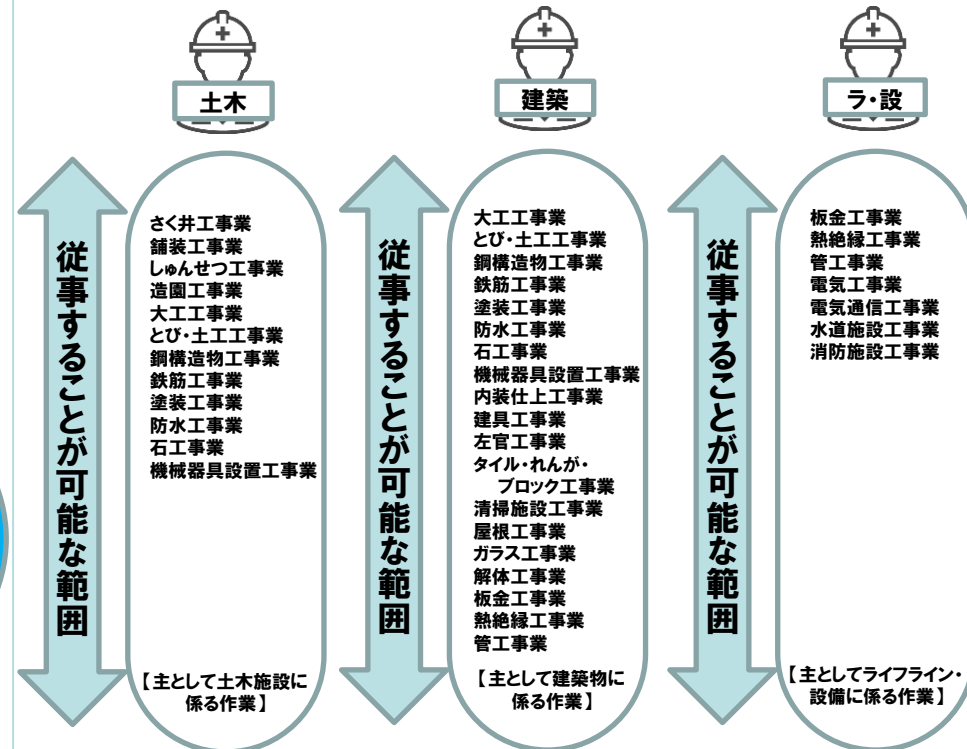 土木
従事することが可能な範囲
さく井工事業
舗装工事業
しゅんせつ工事業
造園工事業
大工工事業
とび・土工工事業
鋼構造物工事業
鉄筋工事業
塗装工事業
防水工事業
石工事業
機械器具設置工事業
【主として土木施設に
係る作業】
建築
従事することが可能な範囲
大工工事業
とび・土工工事業
鋼構造物工事業
鉄筋工事業
塗装工事業
防水工事業
石工事業
機械器具設置工事業
内装仕上工事業
建具工事業
左官工事業
タイル・れんが・
ブロック工事業
清掃施設工事業
屋根工事業
ガラス工事業
解体工事業
板金工事業
熱絶縁工事業
管工事業
【主として建築物に
係る作業】
ラ・設
従事することが可能な範囲
板金工事業
熱絶縁工事業
管工事業
電気工事業
電気通信工事業
水道施設工事業
消防施設工事業
【主としてライフライン・
設備に係る作業】